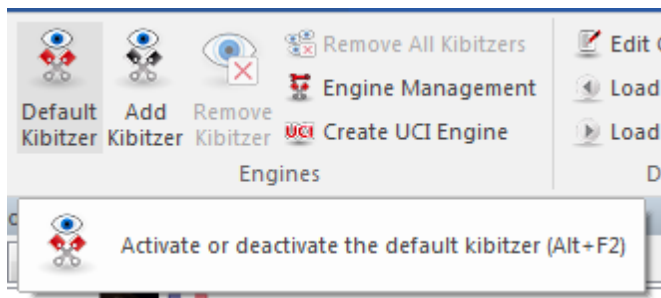 Default Kibitzer
Add Kibitzer
Remove Kibitzer
Remove All Kibitzers
Engine Management
UCI Create UCI Engine
Engines
Edit
Load
Load
D
Activate or deactivate the default kibitzer (Alt+F2)